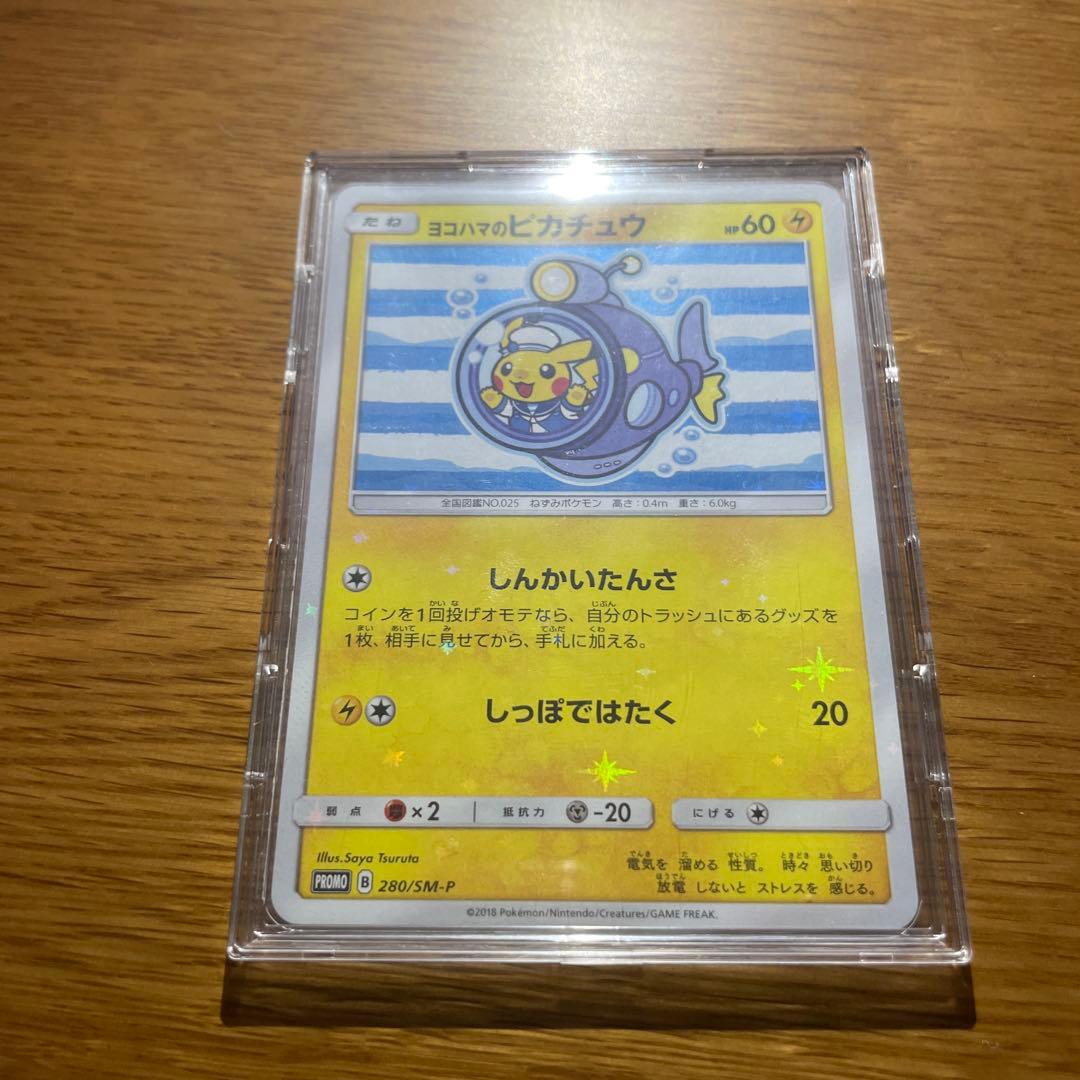 たね ヨコハマのピカチュウ HP60
全国図鑑NO.025 ねずみポケモン 高さ：0.4m 重さ：6.0kg
しんかいたんさ
コインを1回投げオモテなら、自分のトラッシュにあるグッズを
1枚、相手に見せてから、手札に加える。
しっぽではたく 20
弱点 ×2 抵抗力 -20 にげる
Illus.Saya Tsuruta
電気を 溜める 性質。 時々 思い切り
放電 しないと ストレスを 感じる。
PROMO B 280/SM-P
©2018 Pokémon/Nintendo/Creatures/GAME FREAK.